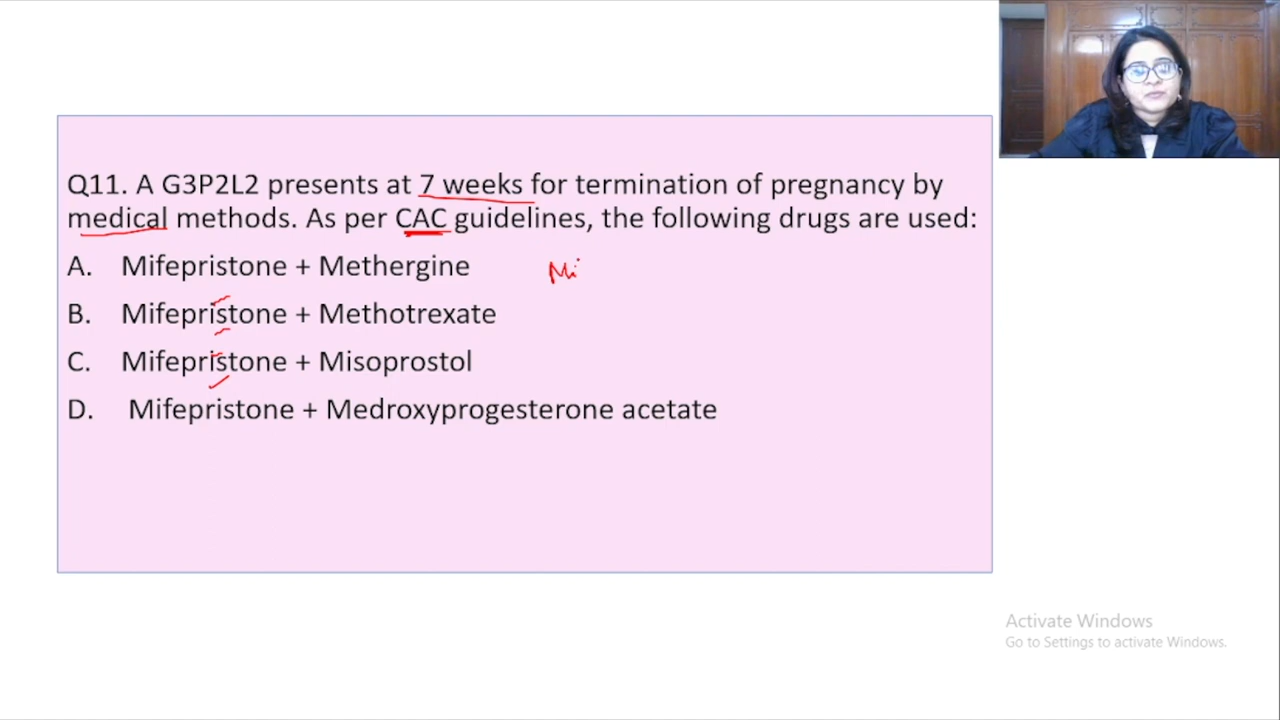 Q11. A G3P2L2 presents at 7 weeks for termination of pregnancy by
medical methods. As per CAC guidelines, the following drugs are used:
A. Mifepristone + Methergine
Mi
B. Mifepristone + Methotrexate
C. Mifepristone + Misoprostol
D. Mifepristone + Medroxyprogesterone acetate
Activate Windows
Go to Settings to activate Windows.